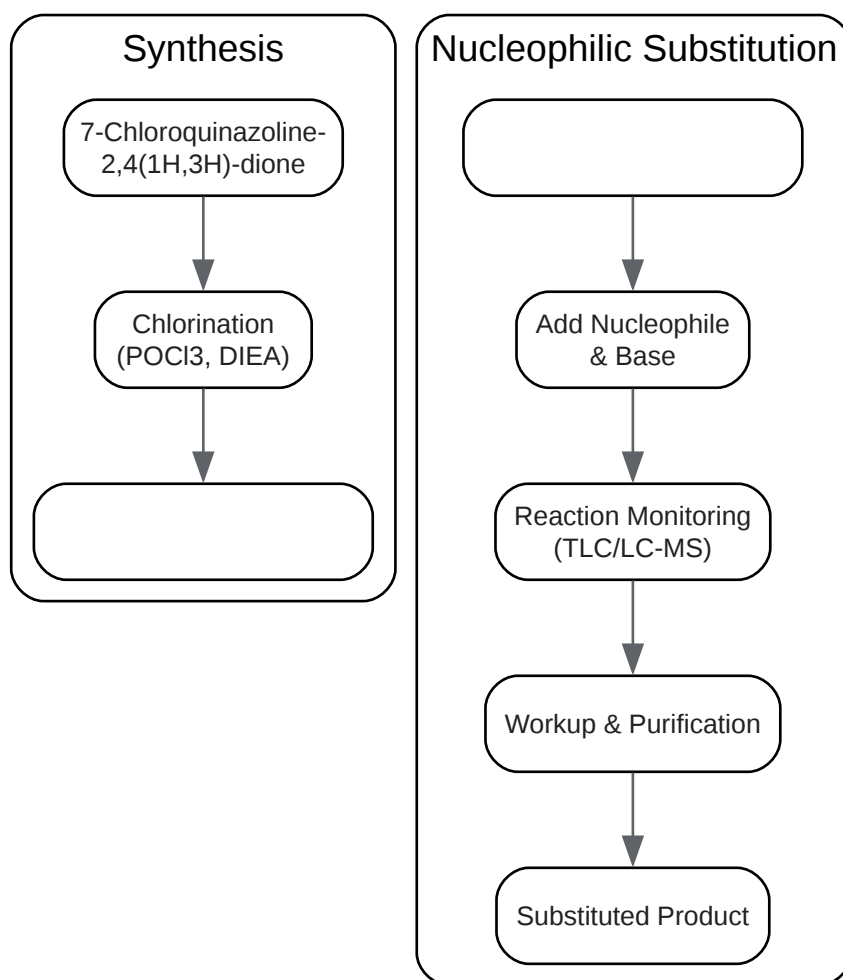 Synthesis
7-Chloroquinazoline-
2,4(1H,3H)-dione
Chlorination
(POCl3, DIEA)
Nucleophilic Substitution
Add Nucleophile
& Base
Reaction Monitoring
(TLC/LC-MS)
Workup & Purification
Substituted Product